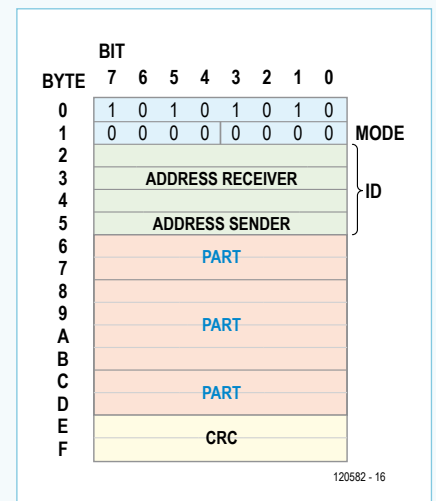 BIT
BYTE 7 6 5 4 3 2 1 0
0 1 0 1 0 1 0 1 0
1 0 0 0 0 0 0 0 0 MODE
2
3 ADDRESS RECEIVER ID
4
5 ADDRESS SENDER
6 PART
7
8
9 PART
A
B
C PART
D
E CRC
F
120582 - 16